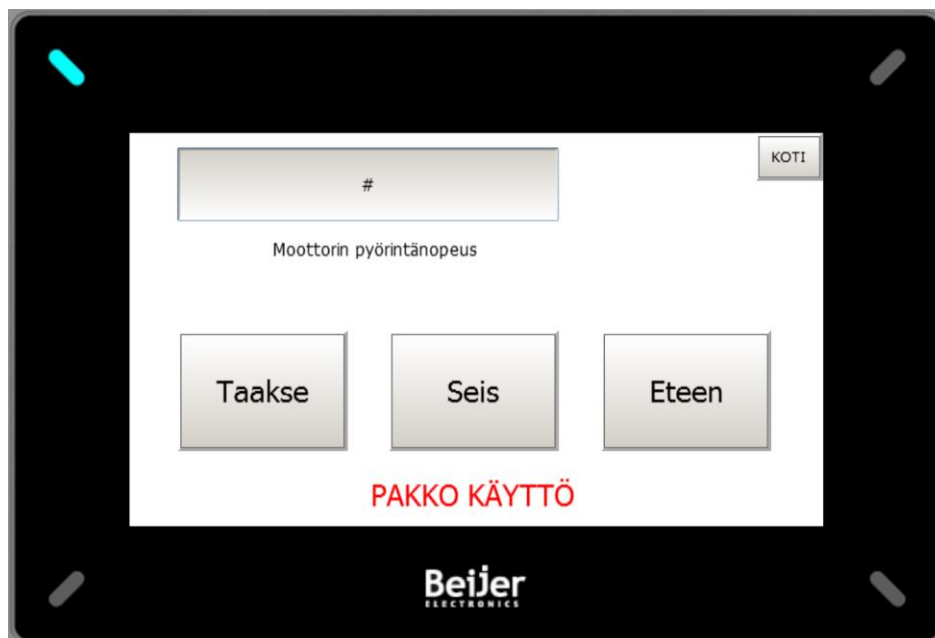 #
KOTI
Moottorin pyörintänopeus
Taakse
Seis
Eteen
PAKKO KÄYTTÖ
Beijer
ELECTRONICS